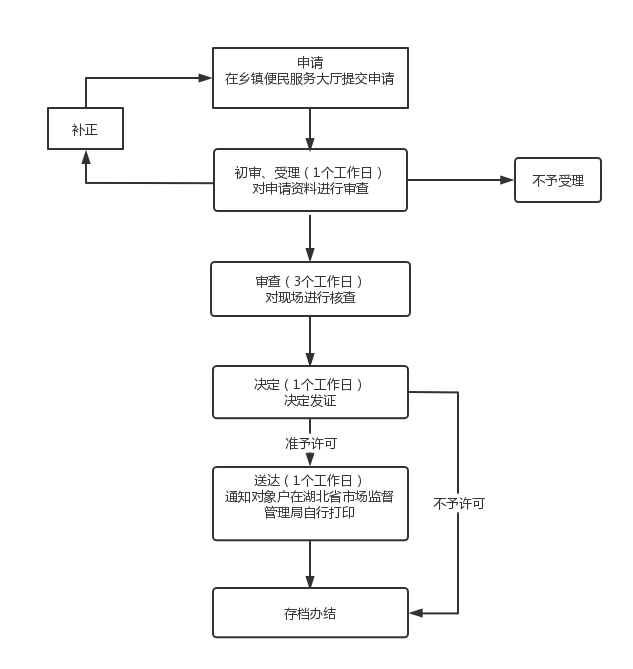 申请
在乡镇便民服务大厅提交申请
补正
初审、受理（1个工作日）
对申请资料进行审查
不予受理
审查（3个工作日）
对现场进行核查
决定（1个工作日）
决定发证
准予许可
送达（1个工作日）
通知对象户在湖北省市场监督
管理局自行打印
不予许可
存档办结